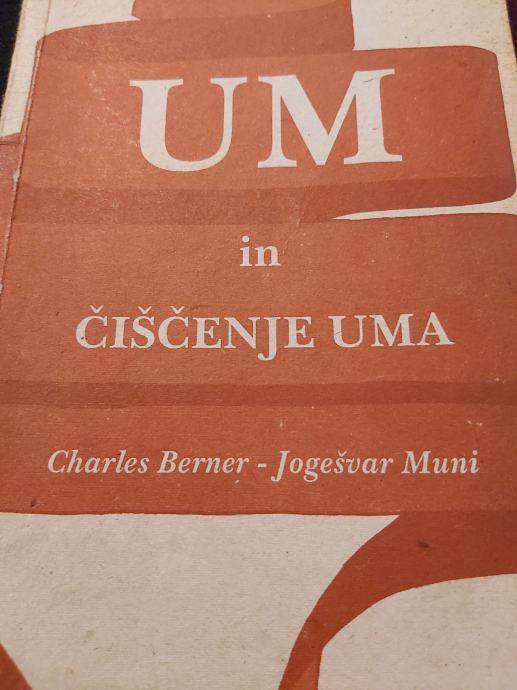 UM
in
ČIŠČENJE UMA
Charles Berner - Jogešvar Muni